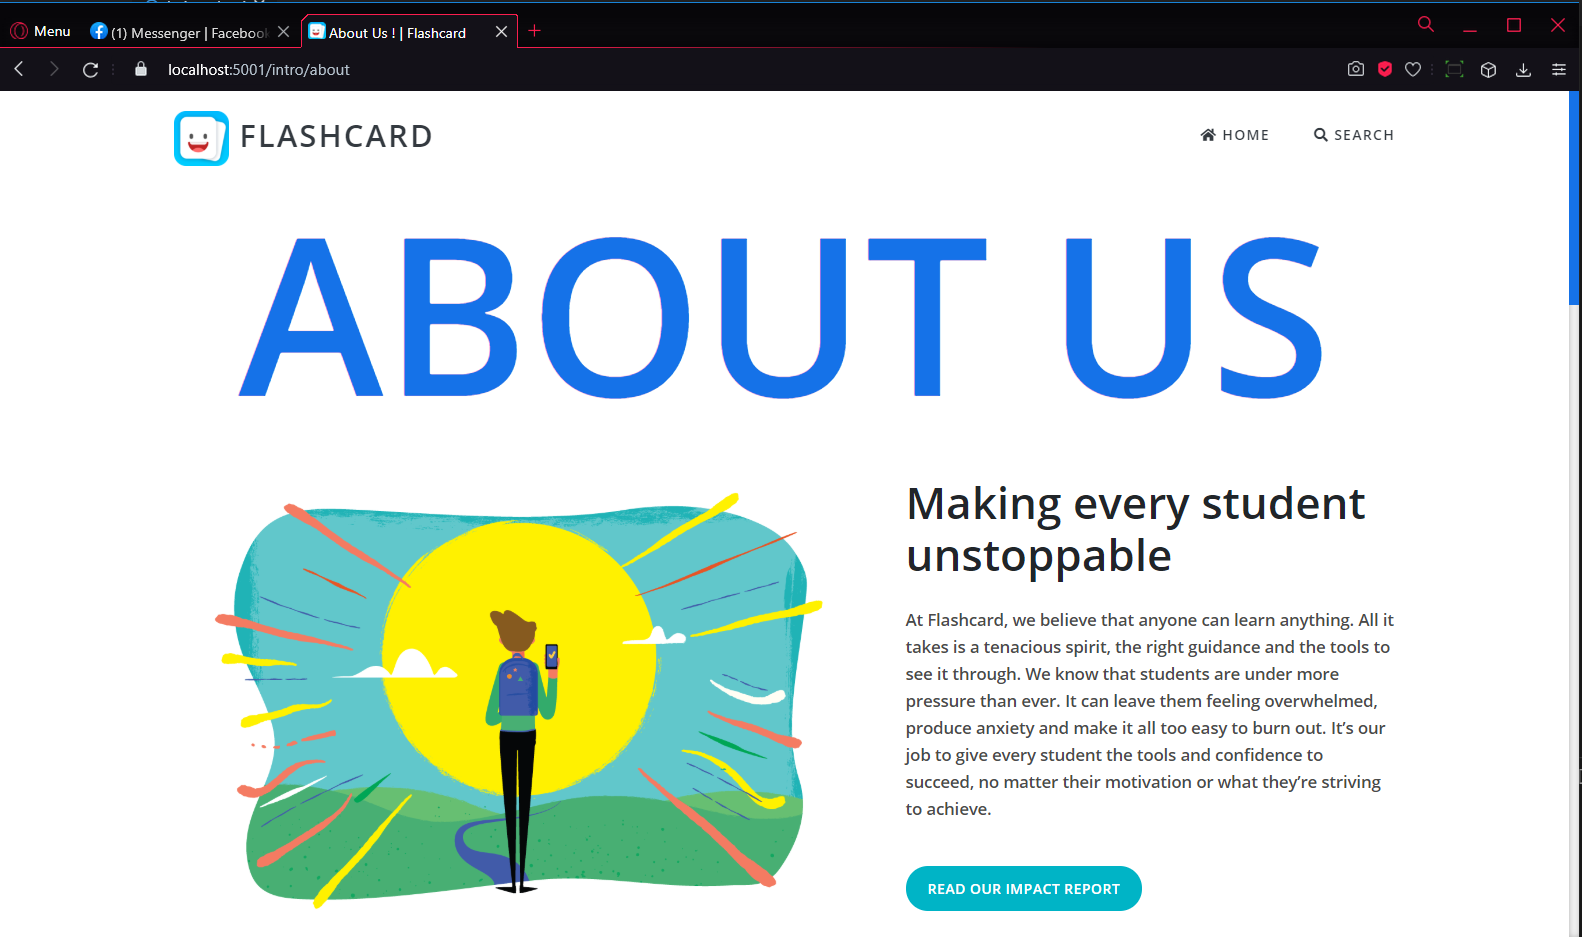 Menu
(1) Messenger | Facebook
About Us ! | Flashcard
localhost:5001/intro/about
FLASHCARD
HOME
SEARCH
ABOUT US
Making every student
unstoppable
At Flashcard, we believe that anyone can learn anything. All it
takes is a tenacious spirit, the right guidance and the tools to
see it through. We know that students are under more
pressure than ever. It can leave them feeling overwhelmed,
produce anxiety and make it all too easy to burn out. It’s our
job to give every student the tools and confidence to
succeed, no matter their motivation or what they’re striving
to achieve.
READ OUR IMPACT REPORT